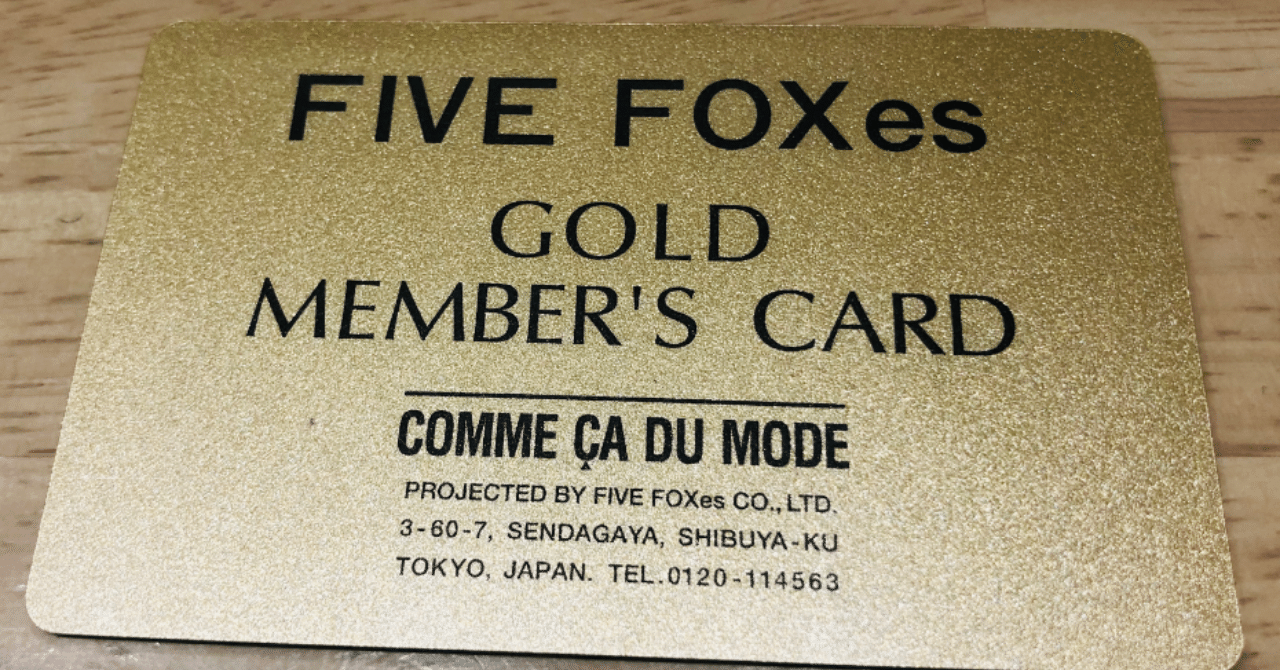 FIVE FOXes
GOLD
MEMBER'S CARD
COMME ÇA DU MODE
PROJECTED BY FIVE FOXes CO., LTD.
3-60-7, SENDAGAYA, SHIBUYA-KU
TOKYO, JAPAN. TEL.0120-114563